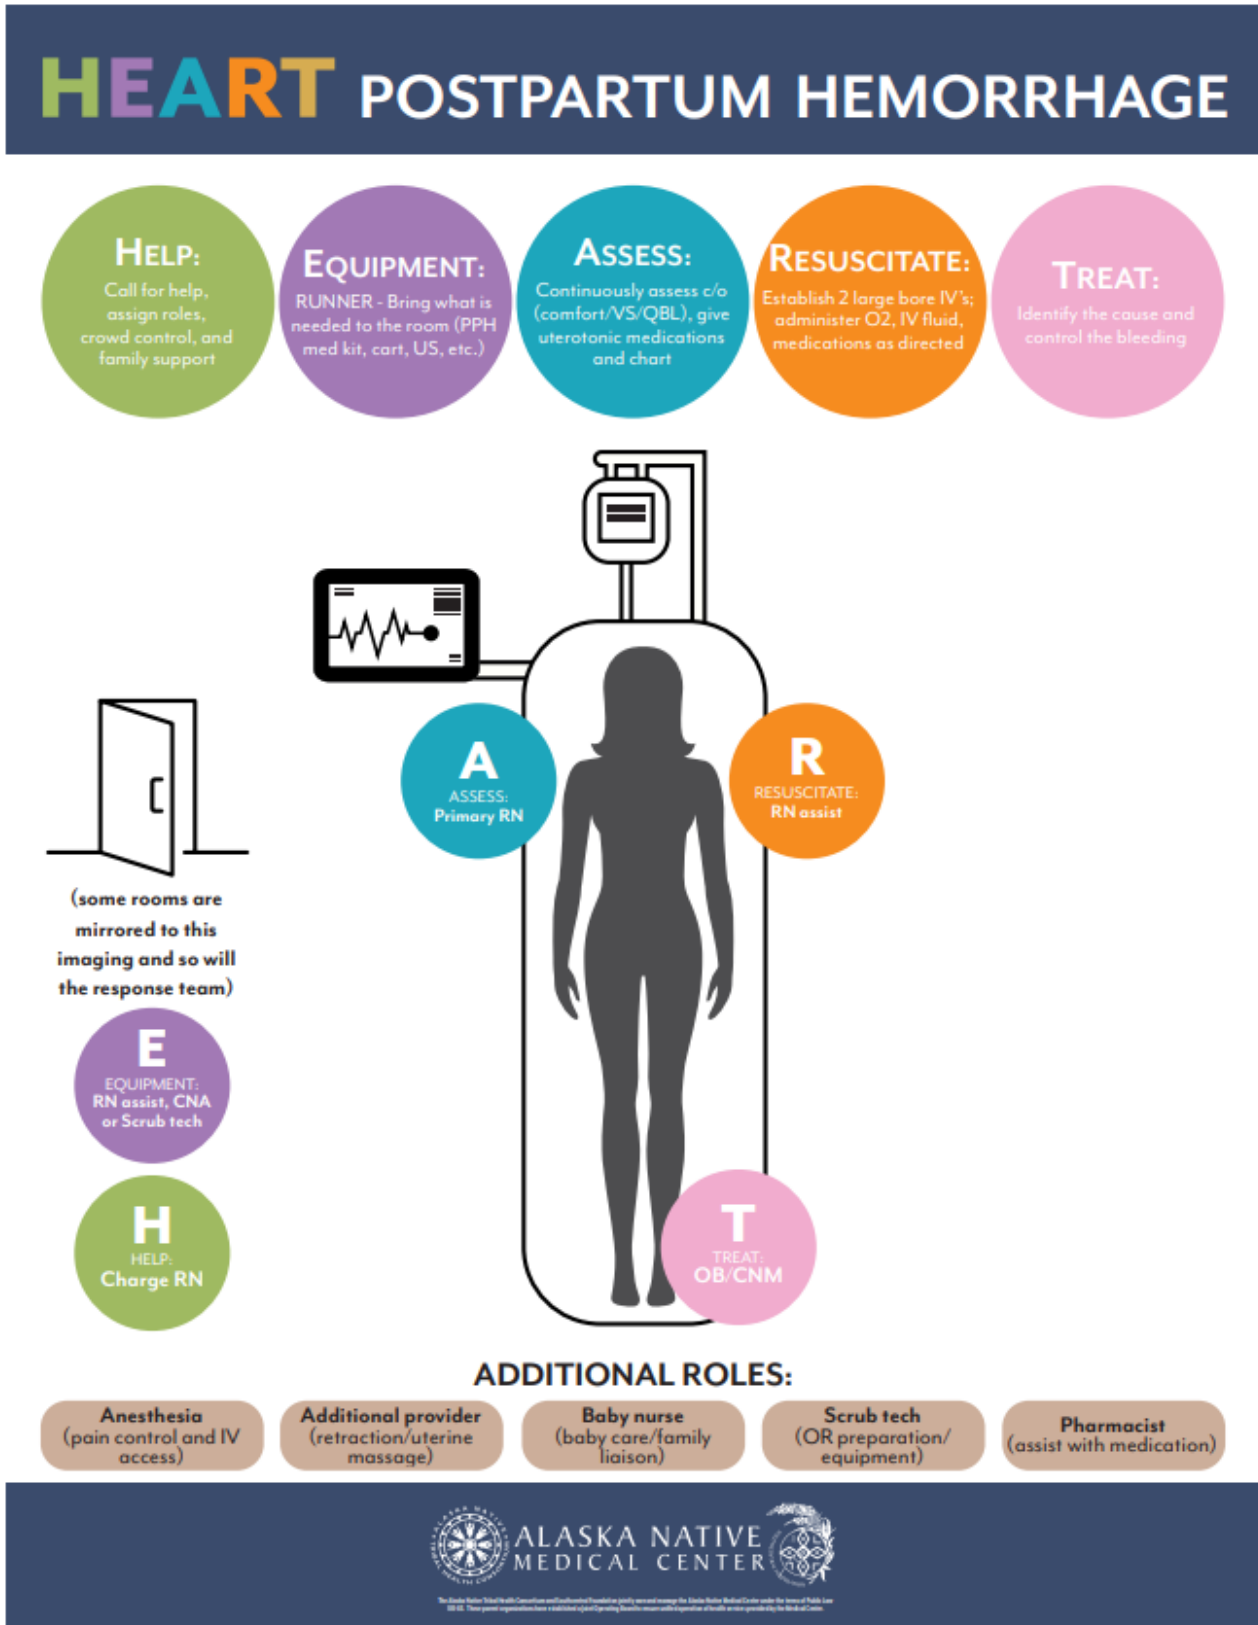 HEART POSTPARTUM HEMORRHAGE
HELP:
Call for help,
assign roles,
crowd control, and
family support
EQUIPMENT:
RUNNER - Bring what is
needed to the room (PPH
med kit, cart, US, etc.)
ASSESS:
Continuously assess c/o
(comfort/VS/QBL), give
uterotonic medications
and chart
RESUSCITATE:
Establish 2 large bore IV's;
administer O2, IV fluid,
medications as directed
TREAT:
Identify the cause and
control the bleeding
A
ASSESS:
Primary RN
R
RESUSCITATE:
RN assist
(some rooms are
mirrored to this
imaging and so will
the response team)
E
EQUIPMENT:
RN assist, CNA
or Scrub tech
H
HELP:
Charge RN
T
TREAT:
OB/CNM
ADDITIONAL ROLES:
Anesthesia
(pain control and IV
access)
Additional provider
(retraction/uterine
massage)
Baby nurse
(baby care/family
liaison)
Scrub tech
(OR preparation/
equipment)
Pharmacist
(assist with medication)
ALASKA NATIVE
MEDICAL CENTER